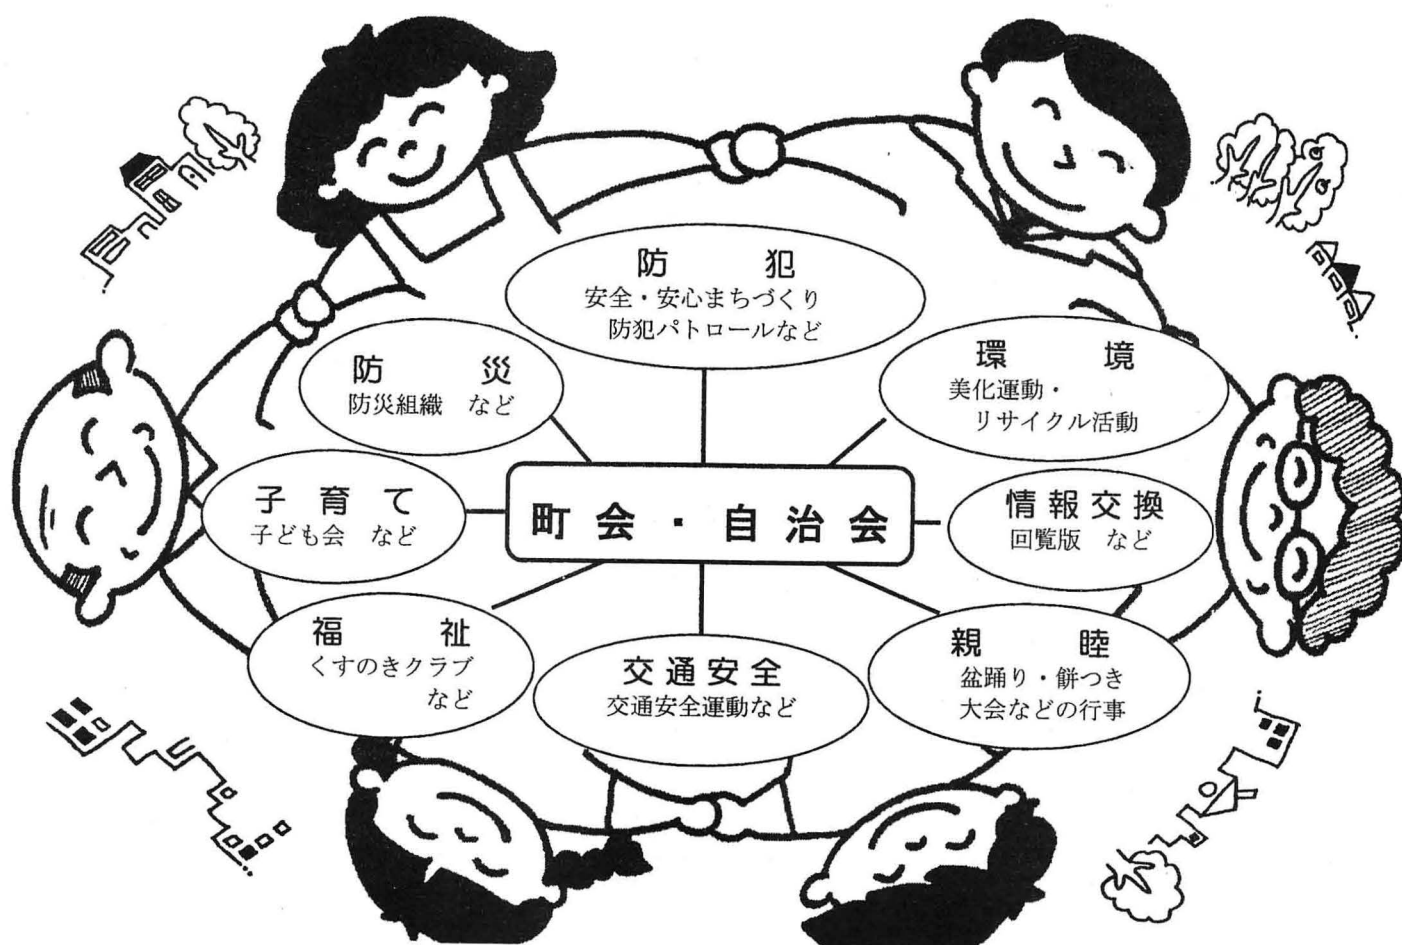 防犯
安全・安心まちづくり
防犯パトロールなど
防災
防災組織 など
環境
美化運動・
リサイクル活動
子育て
子ども会 など
町会・自治会
情報交換
回覧版 など
福祉
くすのきクラブ
など
交通安全
交通安全運動など
親睦
盆踊り・餅つき
大会などの行事